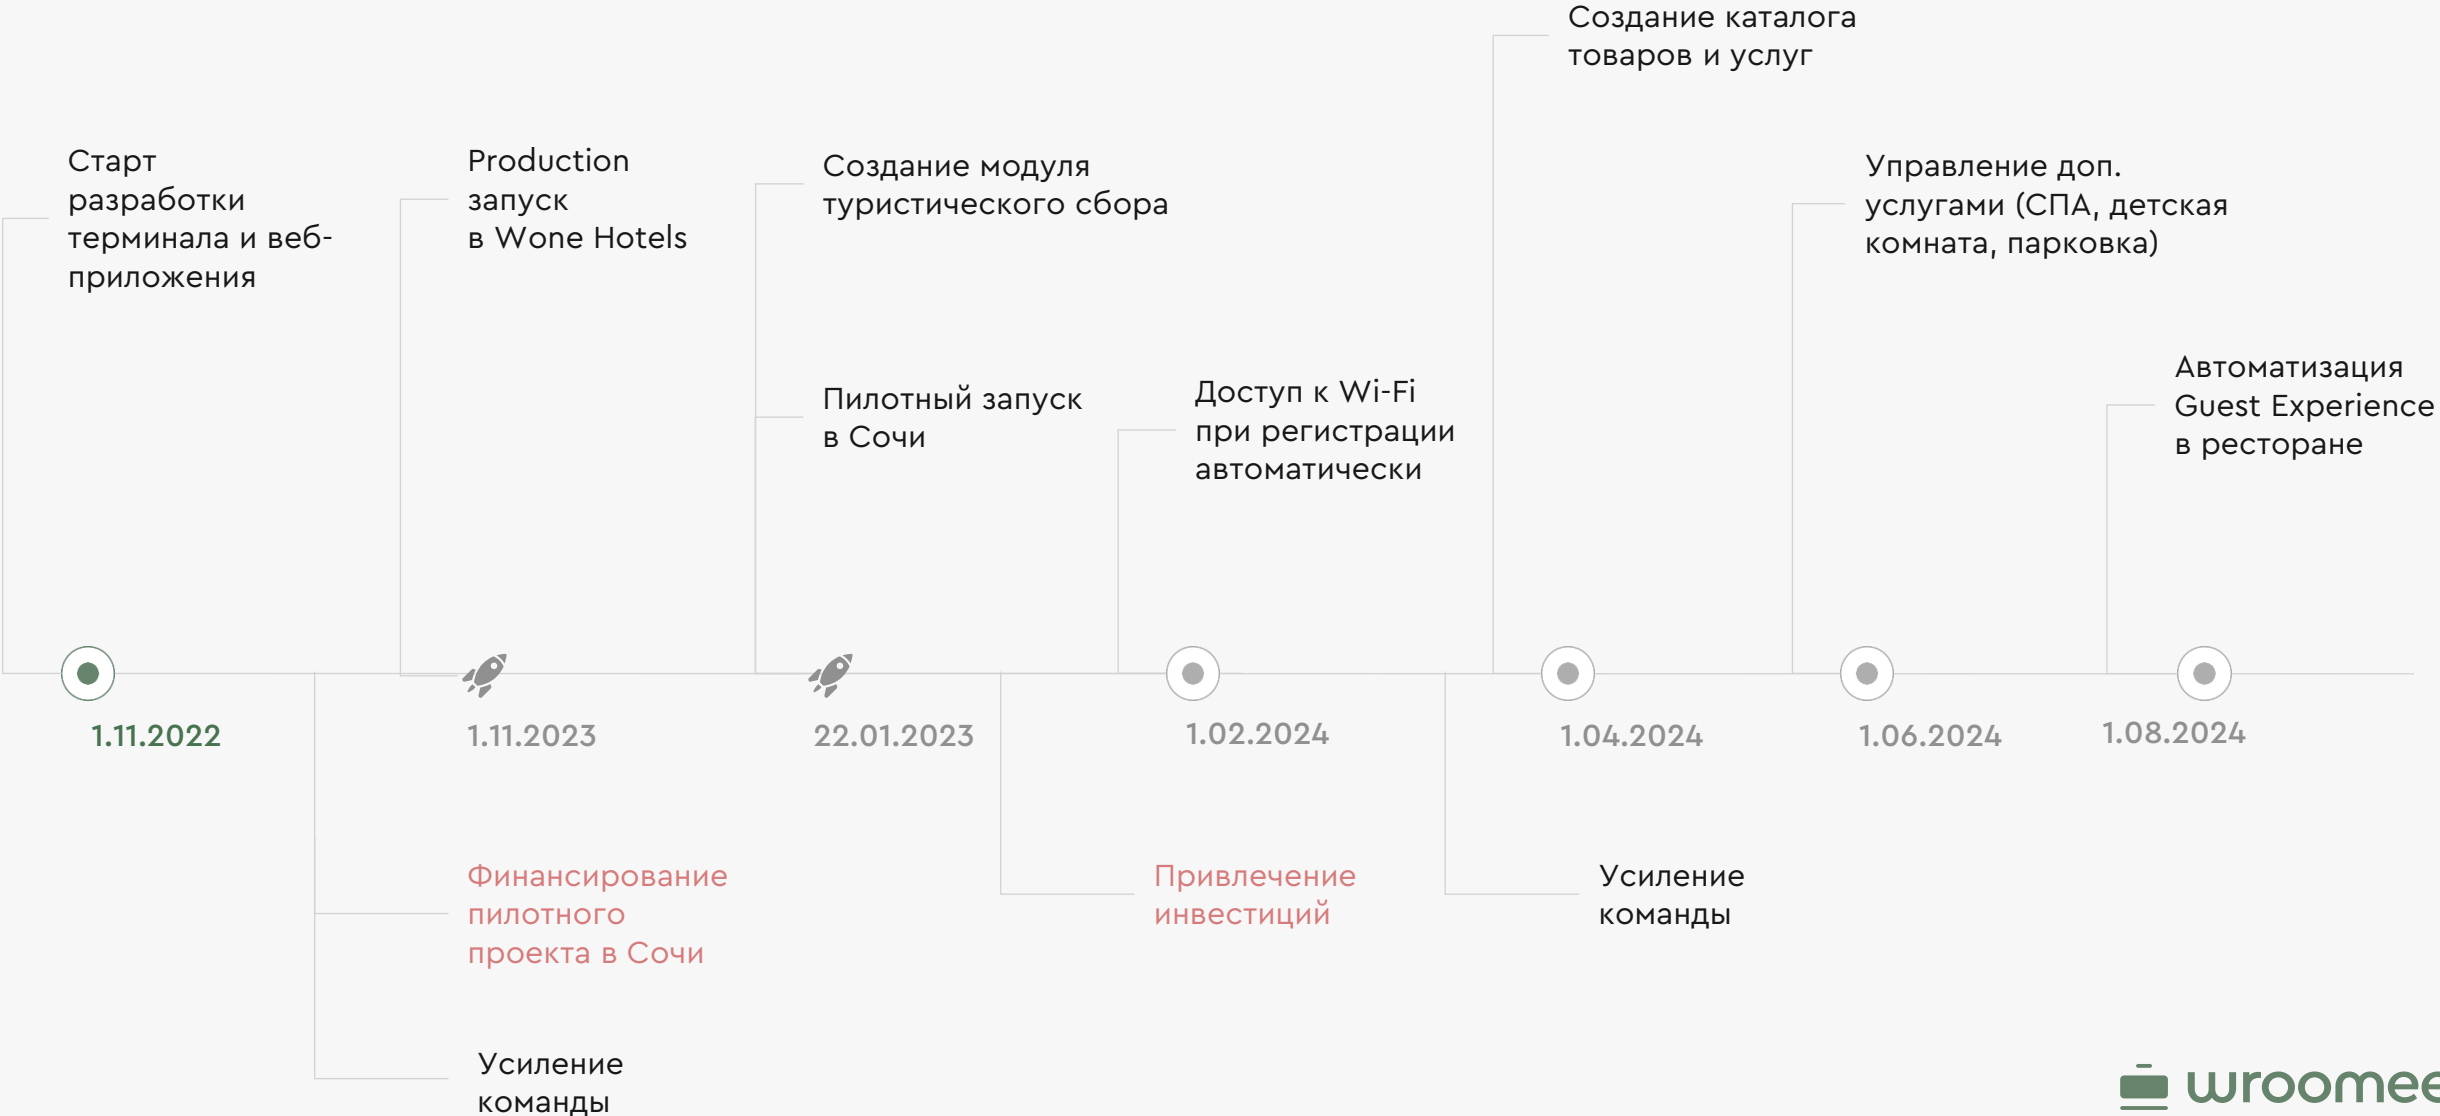 Создание каталога
товаров и услуг
Старт
разработки
терминала и веб-
приложения
Production
запуск
в Wone Hotels
Создание модуля
туристического сбора
Управление доп.
услугами (СПА, детская
комната, парковка)
Пилотный запуск
в Сочи
Доступ к Wi-Fi
при регистрации
автоматически
Автоматизация
Guest Experience
в ресторане
1.11.2022
1.11.2023
22.01.2023
1.02.2024
1.04.2024
1.06.2024
1.08.2024
Финансирование
пилотного
проекта в Сочи
Привлечение
инвестиций
Усиление
команды
Усиление
команды
wroomee